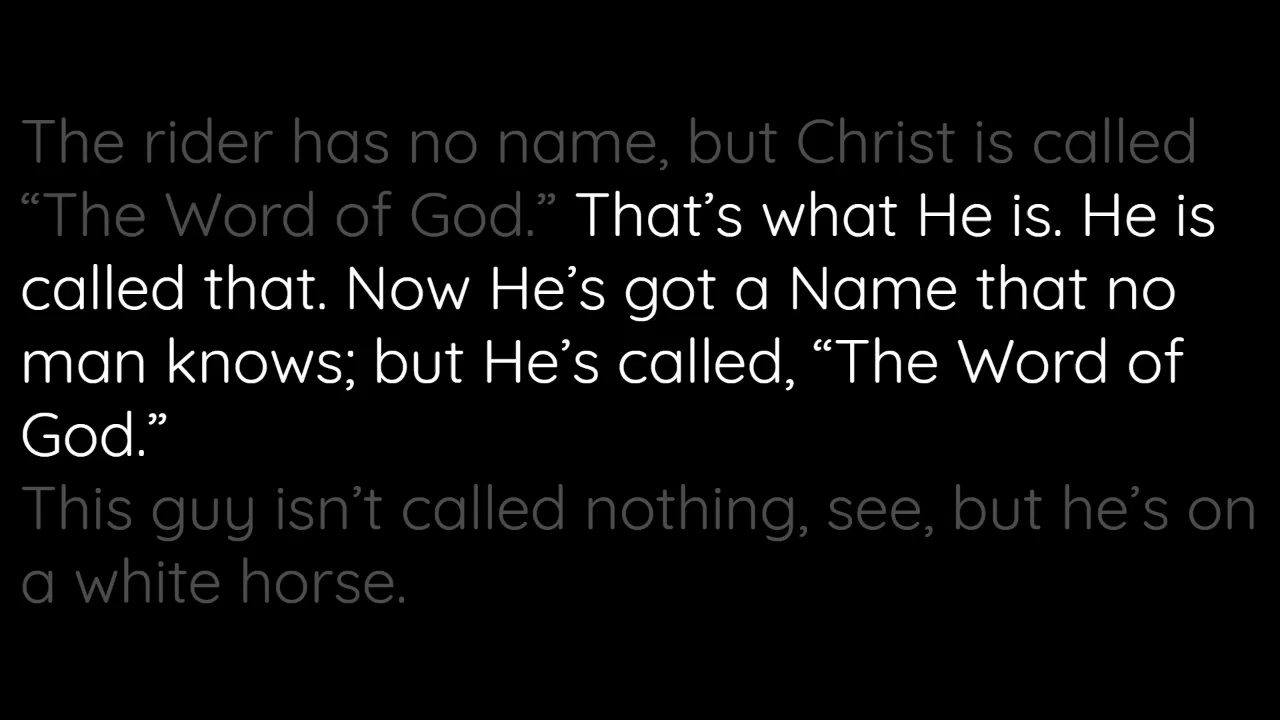 The rider has no name, but Christ is called
“The Word of God.” That’s what He is. He is
called that. Now He’s got a Name that no
man knows; but He’s called, “The Word of
God.”
This guy isn’t called nothing, see, but he’s on
a white horse.